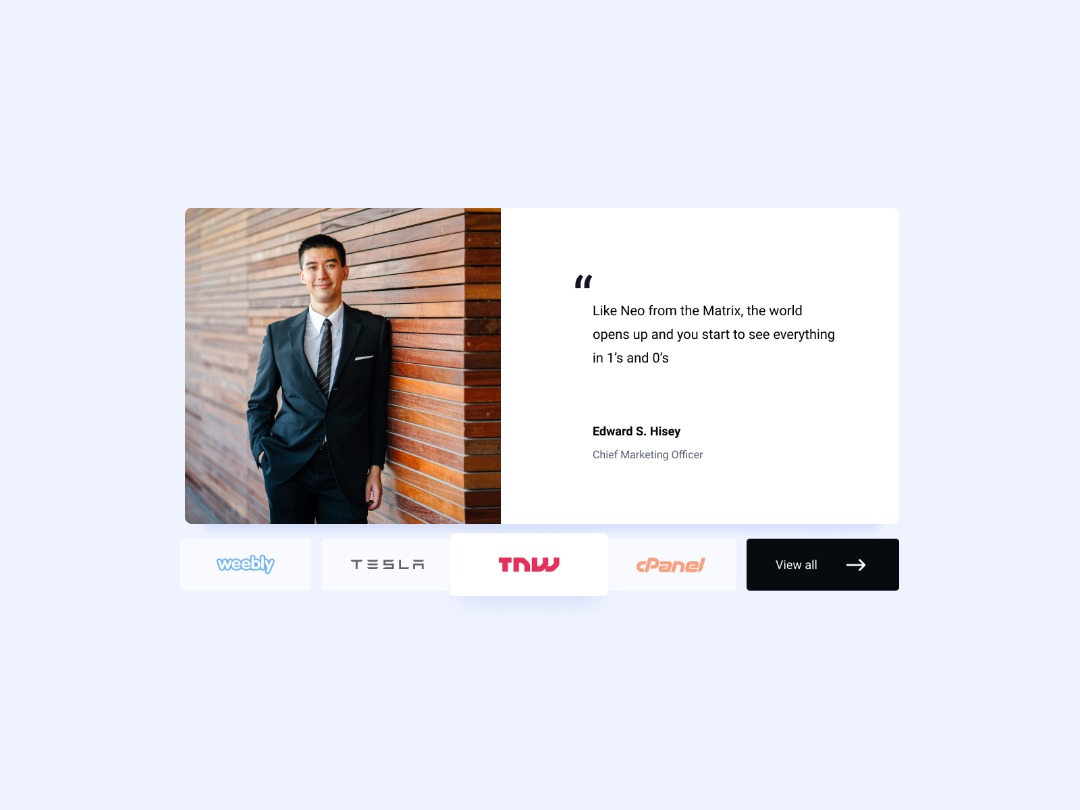 “
Like Neo from the Matrix, the world
opens up and you start to see everything
in 1’s and 0’s
Edward S. Hisey
Chief Marketing Officer
weebly
TESLA
TNW
cPanel
View all